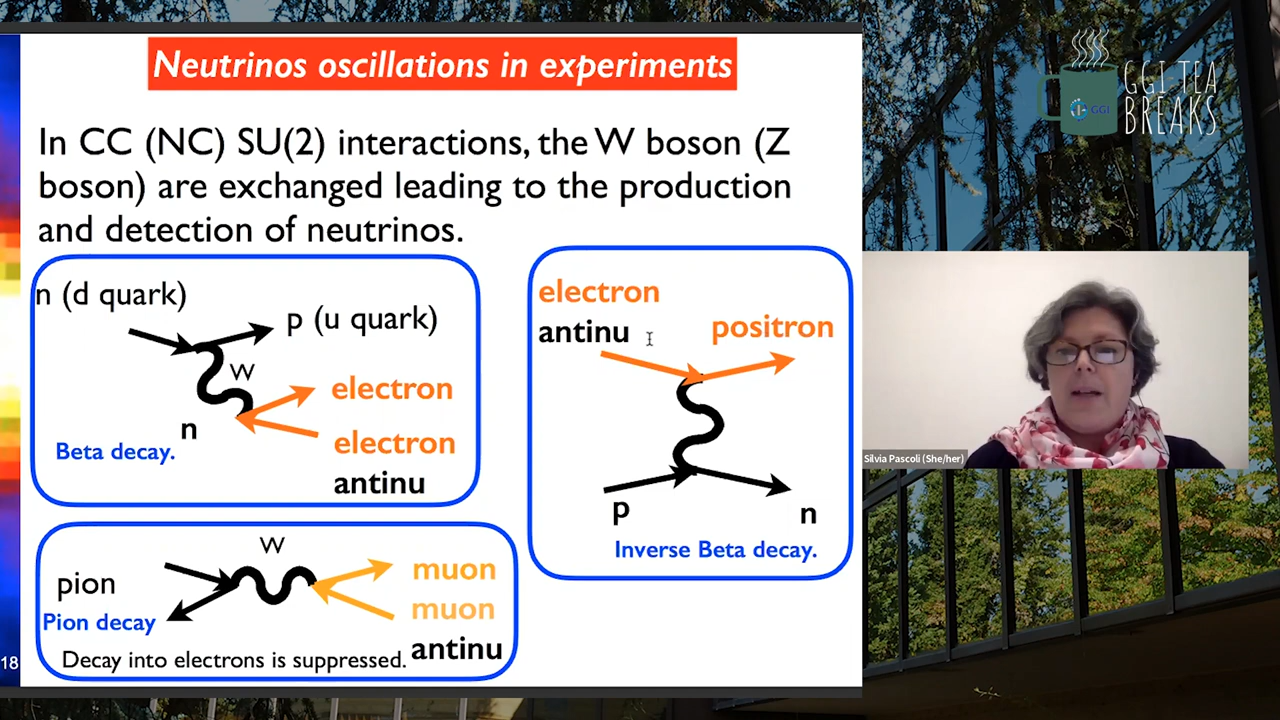 Neutrinos oscillations in experiments
In CC (NC) SU(2) interactions, the W boson (Z
boson) are exchanged leading to the production
and detection of neutrinos.
n (d quark)
p (u quark)
W
electron
n
electron
Beta decay.
antinu
electron
antinu
positron
p
n
Inverse Beta decay.
W
pion
muon
muon
Pion decay
antinu
Decay into electrons is suppressed.
18
GGI TEA
BREAKS
GGI
Silvia Pascoli (She/her)